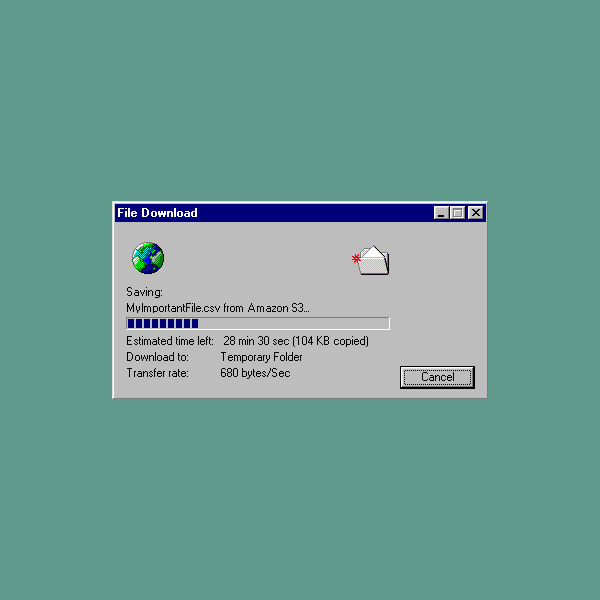 File Download
Saving:
MyImportantFile.csv from Amazon S3...
Estimated time left: 28 min 30 sec (104 KB copied)
Download to: Temporary Folder
Transfer rate: 680 bytes/Sec
Cancel